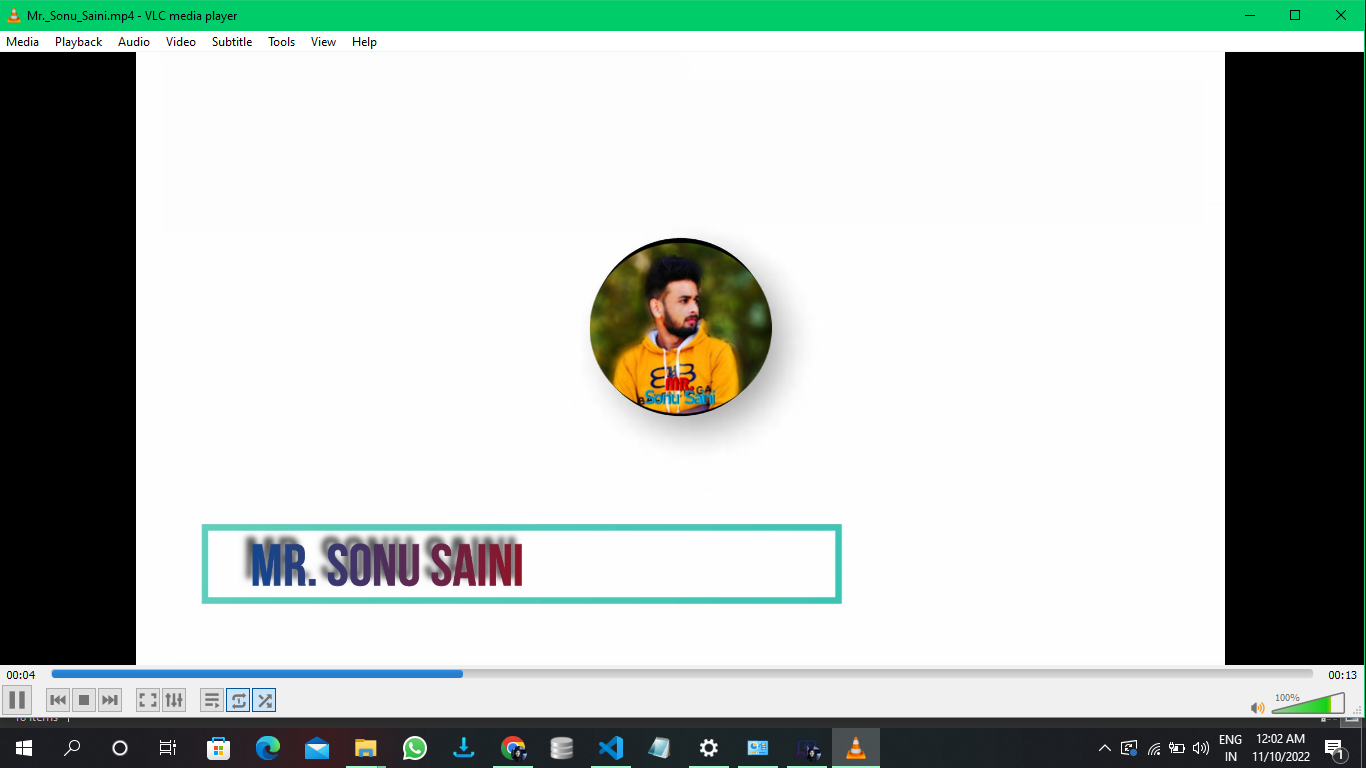 Mr._Sonu_Saini.mp4 - VLC media player
Media Playback Audio Video Subtitle Tools View Help
MR.
Sonu Saini
MR. SONU SAINI
00:04
00:13
100%
ENG
IN
12:02 AM
11/10/2022
1